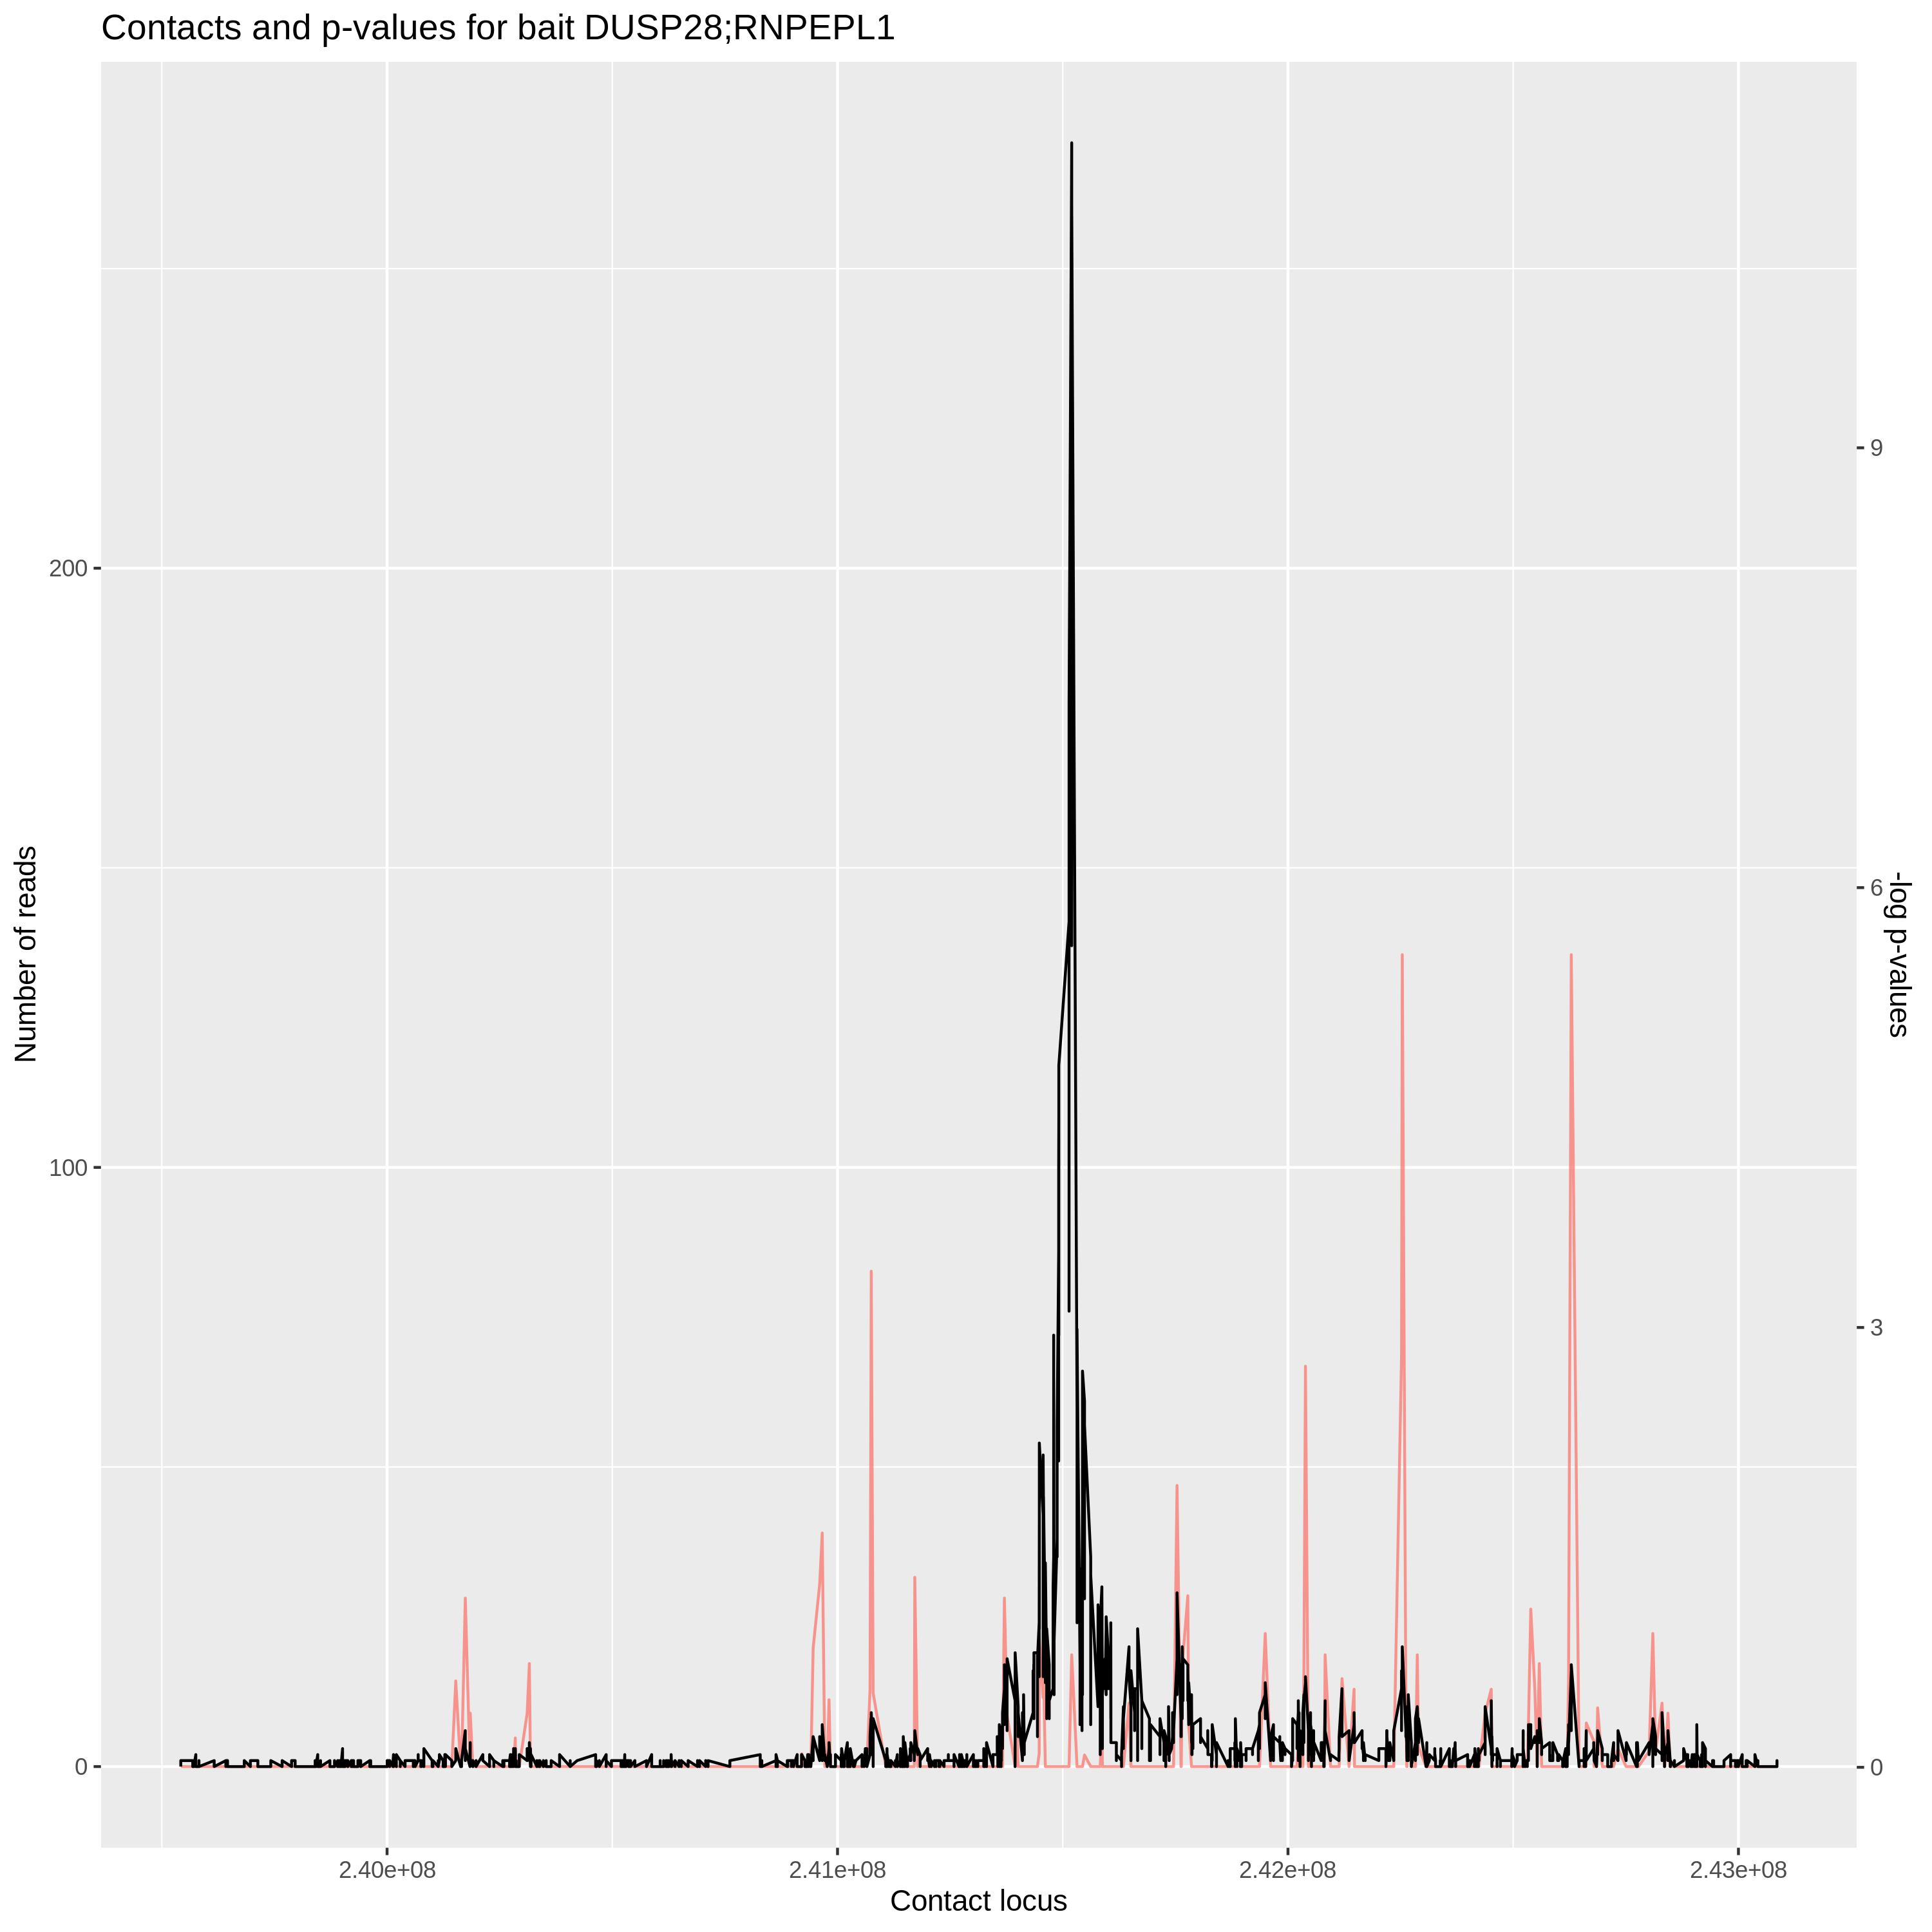 Contacts and p-values for bait DUSP28;RNPEPL1
Number of reads
200
100
0
9
6
3
0
-log p-values
2.40e+08
2.41e+08
2.42e+08
2.43e+08
Contact locus